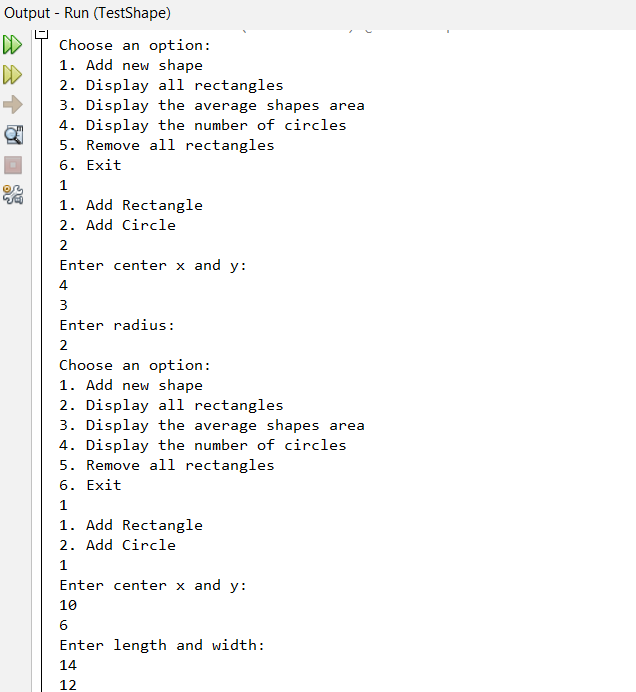 Output - Run (TestShape)
Choose an option:
1. Add new shape
2. Display all rectangles
3. Display the average shapes area
4. Display the number of circles
5. Remove all rectangles
6. Exit
1
1. Add Rectangle
2. Add Circle
2
Enter center x and y:
4
3
Enter radius:
2
Choose an option:
1. Add new shape
2. Display all rectangles
3. Display the average shapes area
4. Display the number of circles
5. Remove all rectangles
6. Exit
1
1. Add Rectangle
2. Add Circle
1
Enter center x and y:
10
6
Enter length and width:
14
12